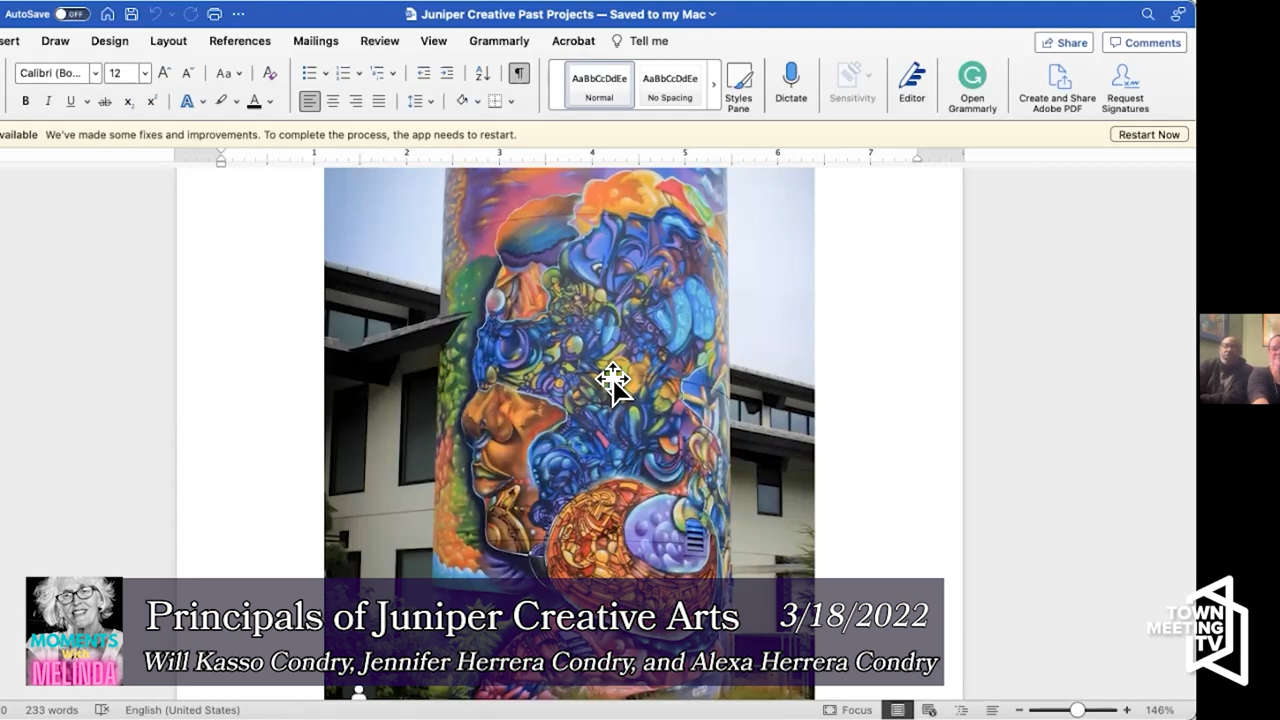 AutoSave OFF Juniper Creative Past Projects — Saved to my Mac
sert Draw Design Layout References Mailings Review View Grammarly Acrobat Tell me Share Comments
Calibri (Bo... 12 A A Aa A AaBbCcDdEe AaBbCcDdEe
B I U ab x₂ x² A A Normal No Spacing Styles Pane Dictate Sensitivity Editor Open Grammarly Create and Share Adobe PDF Request Signatures
vailable We've made some fixes and improvements. To complete the process, the app needs to restart. Restart Now
1 2 3 4 5 6 7
Principals of Juniper Creative Arts 3/18/2022
Will Kasso Condry, Jennifer Herrera Condry, and Alexa Herrera Condry
MOMENTS
with
MELINDA
TOWN
MEETING
TV
0 233 words English (United States) Focus 146%